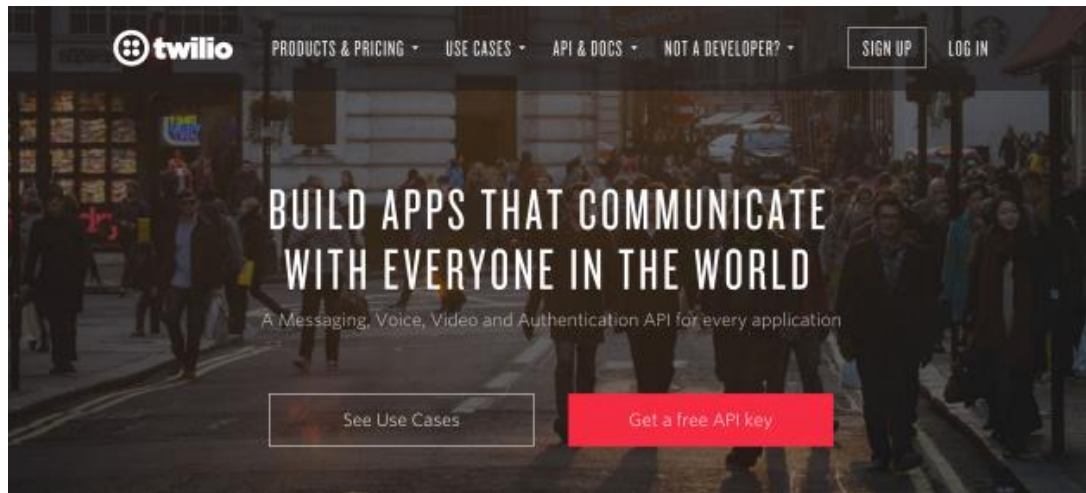 twilio
PRODUCTS & PRICING
USE CASES
API & DOCS
NOT A DEVELOPER?
SIGN UP
LOG IN
BUILD APPS THAT COMMUNICATE
WITH EVERYONE IN THE WORLD
A Messaging, Voice, Video and Authentication API for every application
See Use Cases
Get a free API key